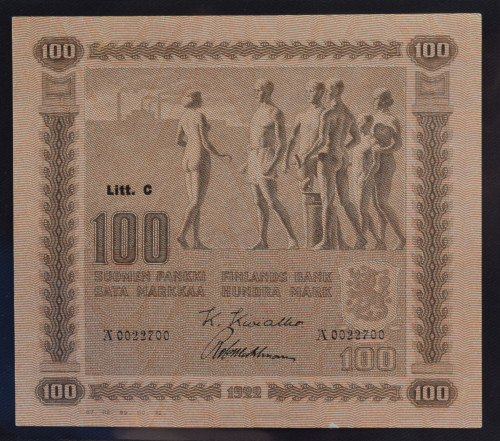 100 100
Litt. C
100
SUOMEN PANKKI FINLANDS BANK
SATA MARKKAA HUNDRA MARK
A 0022700 A 0022700
100
100 1922 100